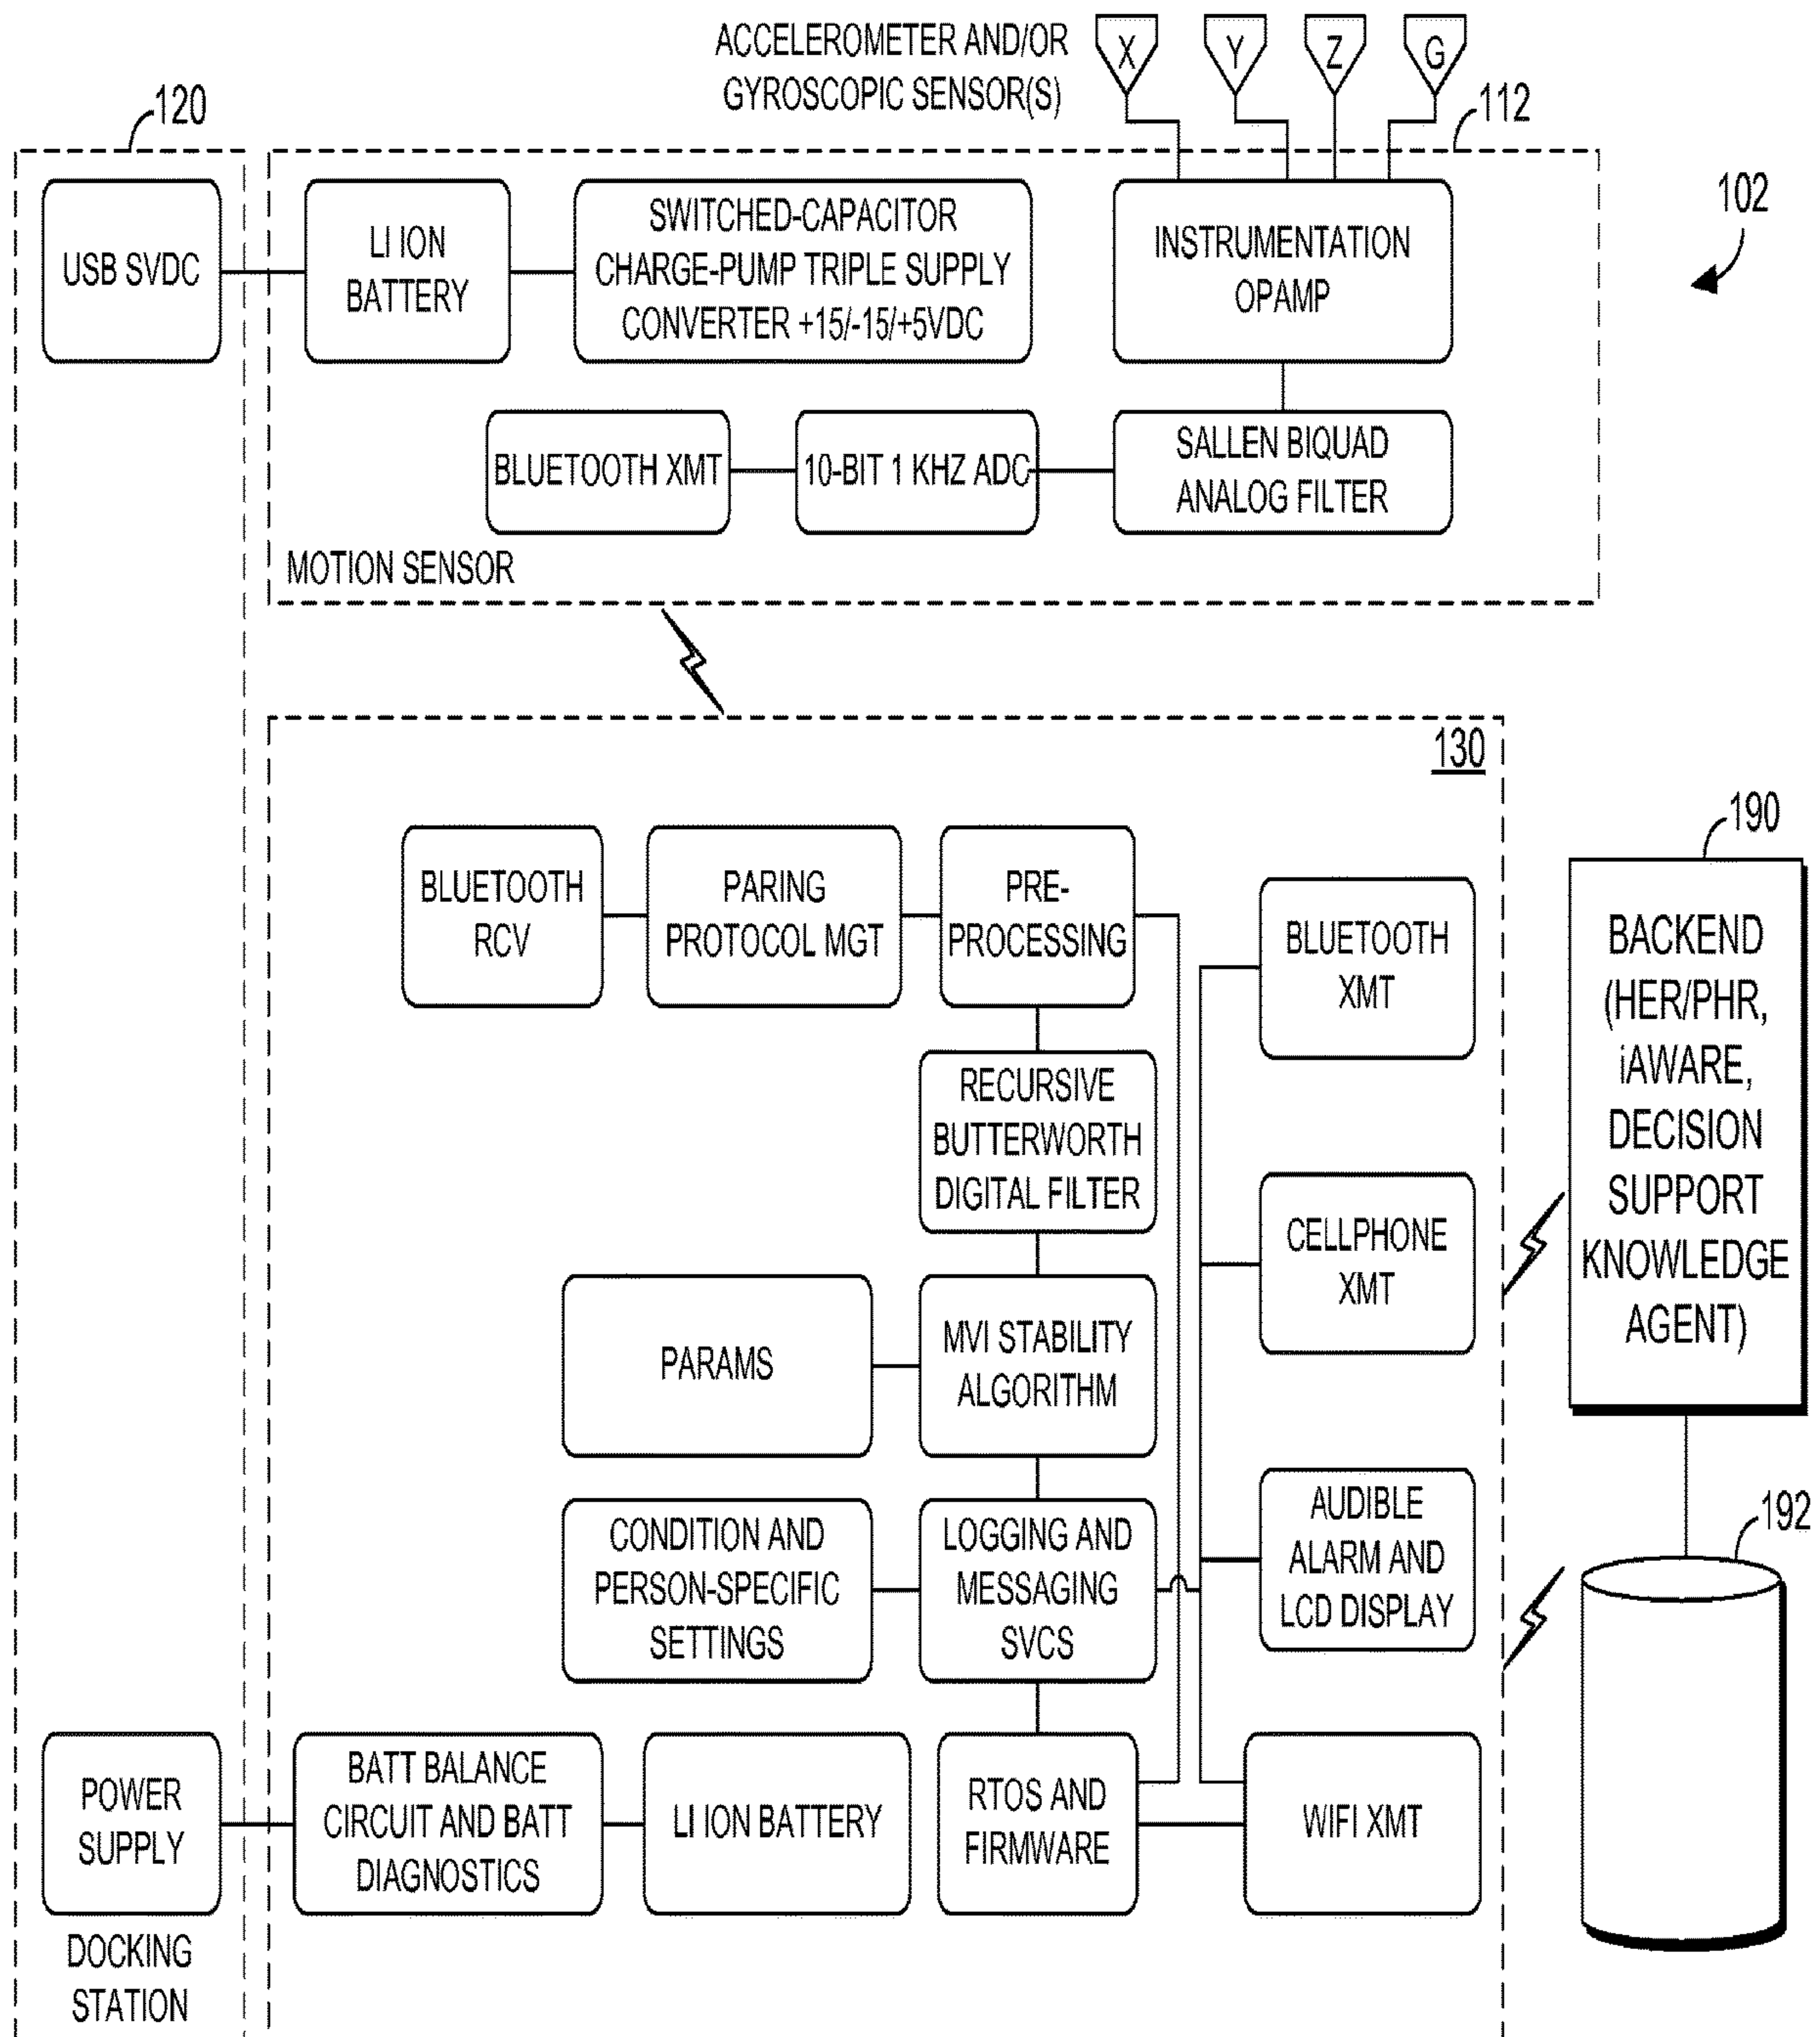 ACCELEROMETER AND/OR
GYROSCOPIC SENSOR(S)
X
Y
Z
G
120
112
102
USB SVDC
LI ION
BATTERY
SWITCHED-CAPACITOR
CHARGE-PUMP TRIPLE SUPPLY
CONVERTER +15/-15/+5VDC
INSTRUMENTATION
OPAMP
BLUETOOTH XMT
10-BIT 1 KHZ ADC
SALLEN BIQUAD
ANALOG FILTER
MOTION SENSOR
130
190
BLUETOOTH
RCV
PARING
PROTOCOL MGT
PRE-
PROCESSING
BLUETOOTH
XMT
BACKEND
(HER/PHR,
iAWARE,
DECISION
SUPPORT
KNOWLEDGE
AGENT)
RECURSIVE
BUTTERWORTH
DIGITAL FILTER
CELLPHONE
XMT
PARAMS
MVI STABILITY
ALGORITHM
CONDITION AND
PERSON-SPECIFIC
SETTINGS
LOGGING AND
MESSAGING
SVCS
AUDIBLE
ALARM AND
LCD DISPLAY
192
POWER
SUPPLY
BATT BALANCE
CIRCUIT AND BATT
DIAGNOSTICS
LI ION BATTERY
RTOS AND
FIRMWARE
WIFI XMT
DOCKING
STATION